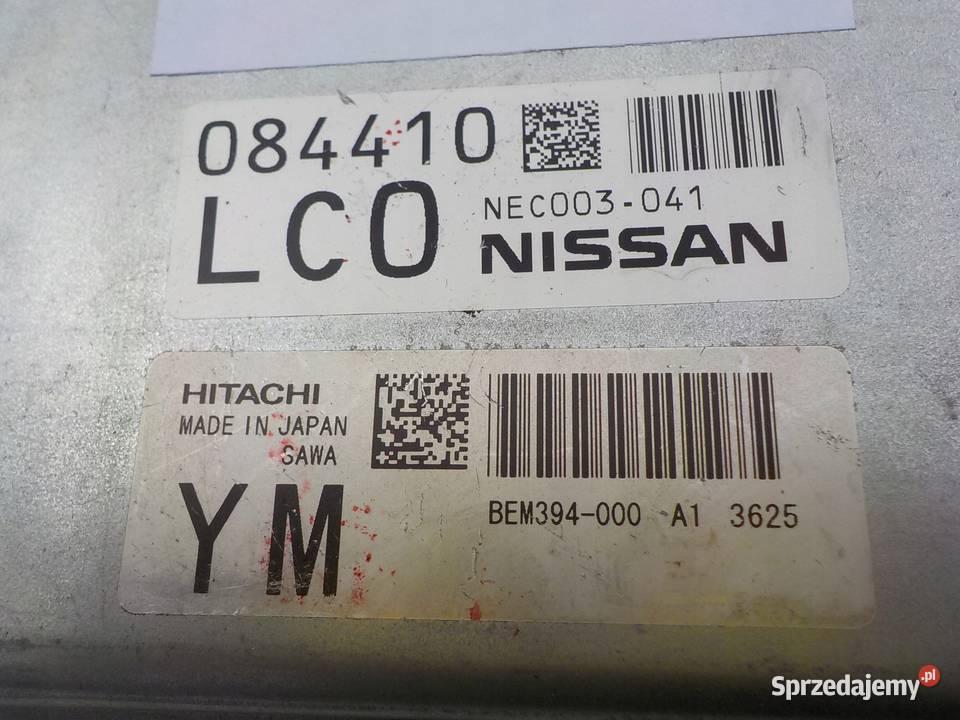 084410
LC0
NEC003-041
NISSAN
HITACHI
MADE IN JAPAN
SAWA
YM
BEM394-000 A1 3625
Sprzedajemy.pl